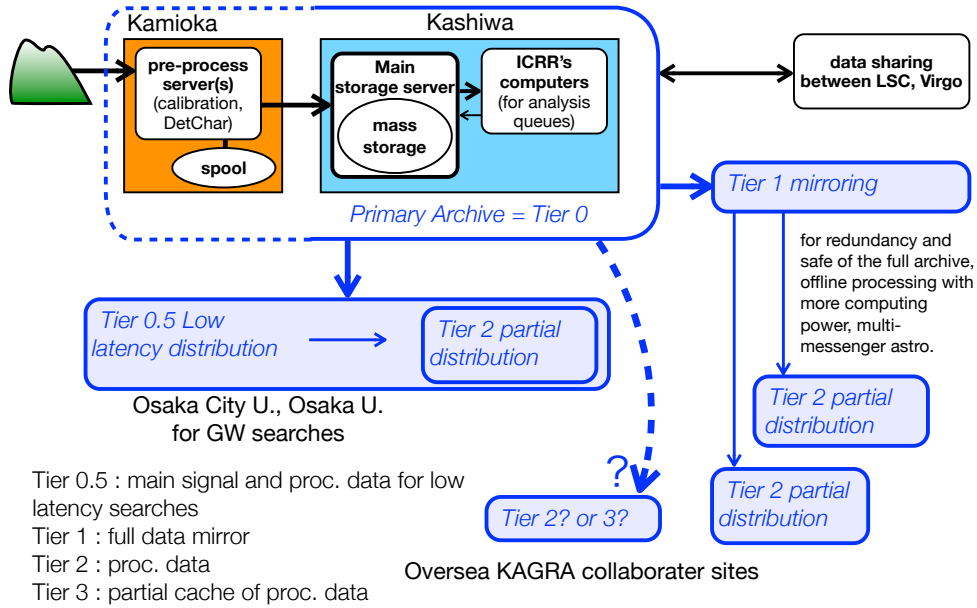 Kamioka
Kashiwa
pre-process
server(s)
(calibration,
DetChar)
spool
Main
storage server
mass
storage
ICRR's
computers
(for analysis
queues)
data sharing
between LSC, Virgo
Primary Archive = Tier 0
Tier 1 mirroring
for redundancy and
safe of the full archive,
offline processing with
more computing
power, multi-
messenger astro.
Tier 0.5 Low
latency distribution
Tier 2 partial
distribution
Osaka City U., Osaka U.
for GW searches
Tier 2 partial
distribution
Tier 2 partial
distribution
?
Tier 2? or 3?
Oversea KAGRA collaborater sites
Tier 0.5 : main signal and proc. data for low
latency searches
Tier 1 : full data mirror
Tier 2 : proc. data
Tier 3 : partial cache of proc. data